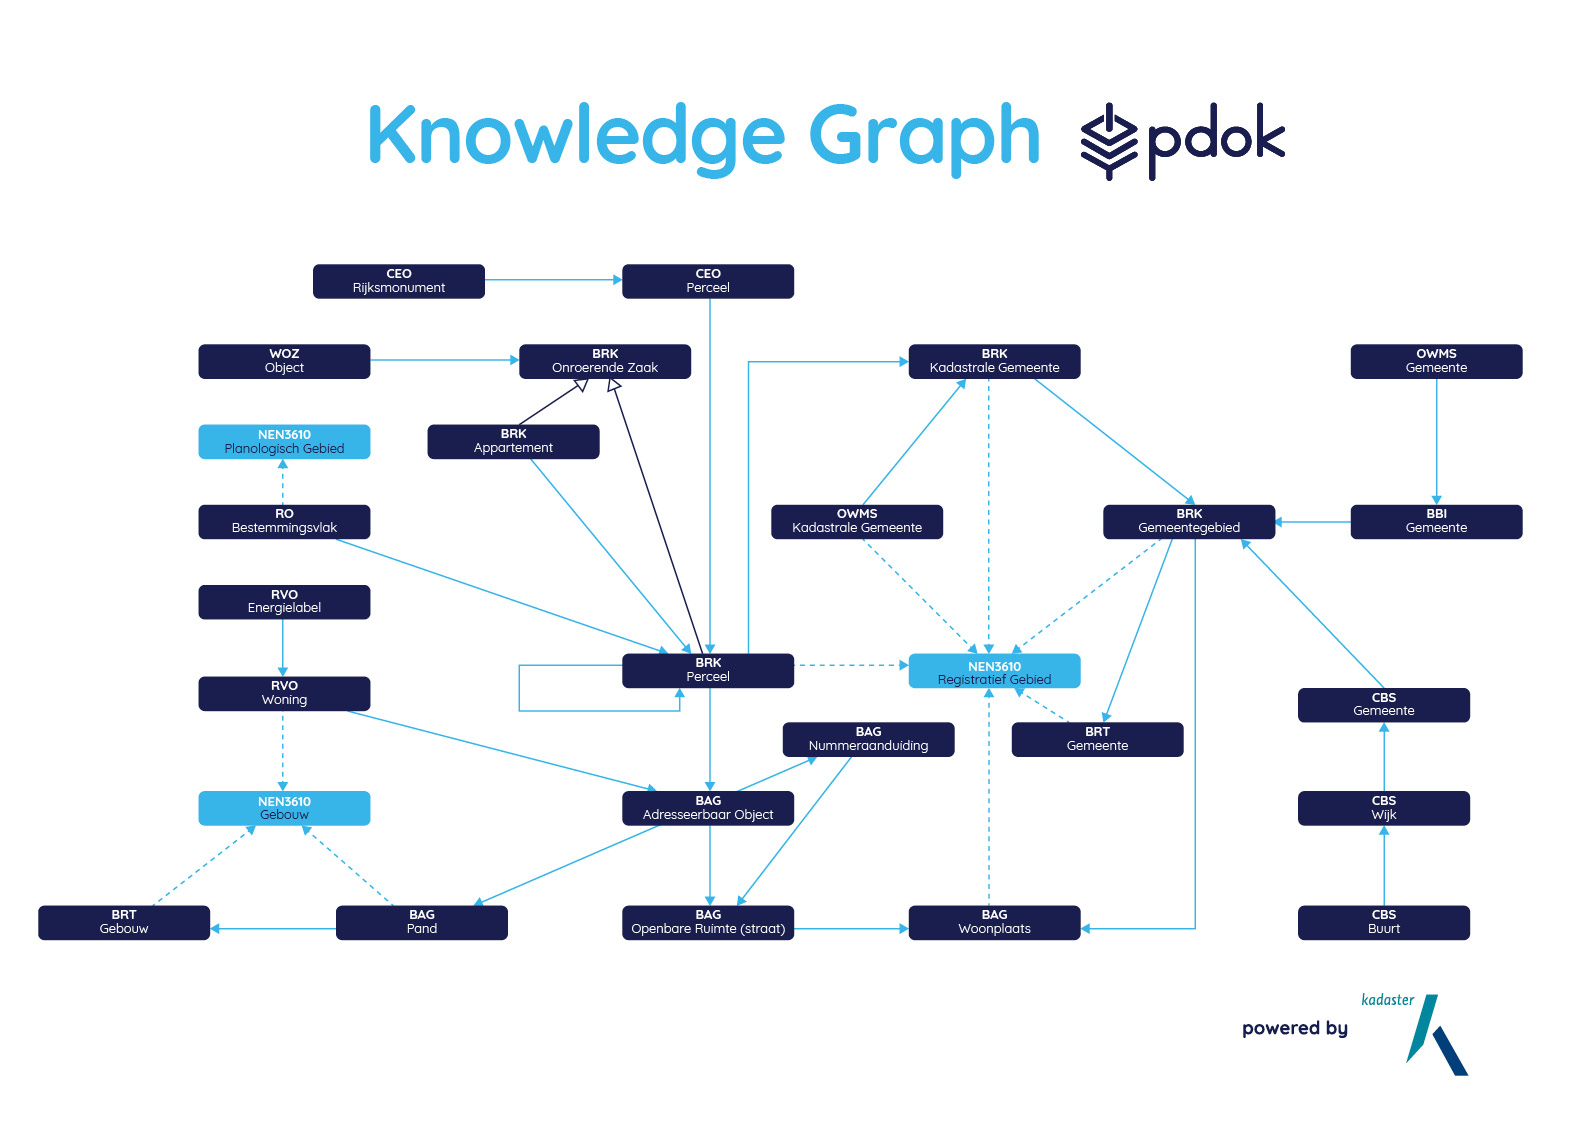 Knowledge Graph pdok
CEO
Rijksmonument
CEO
Perceel
WOZ
Object
BRK
Onroerende Zaak
BRK
Kadastrale Gemeente
OWMS
Gemeente
NEN3610
Planologisch Gebied
BRK
Appartement
RO
Bestemmingsvlak
OWMS
Kadastrale Gemeente
BRK
Gemeentegebied
BBI
Gemeente
RVO
Energielabel
BRK
Perceel
NEN3610
Registratief Gebied
RVO
Woning
CBS
Gemeente
BAG
Nummeraanduiding
BRT
Gemeente
NEN3610
Gebouw
BAG
Adresseerbaar Object
CBS
Wijk
BRT
Gebouw
BAG
Pand
BAG
Openbare Ruimte (straat)
BAG
Woonplaats
CBS
Buurt
kadaster
powered by